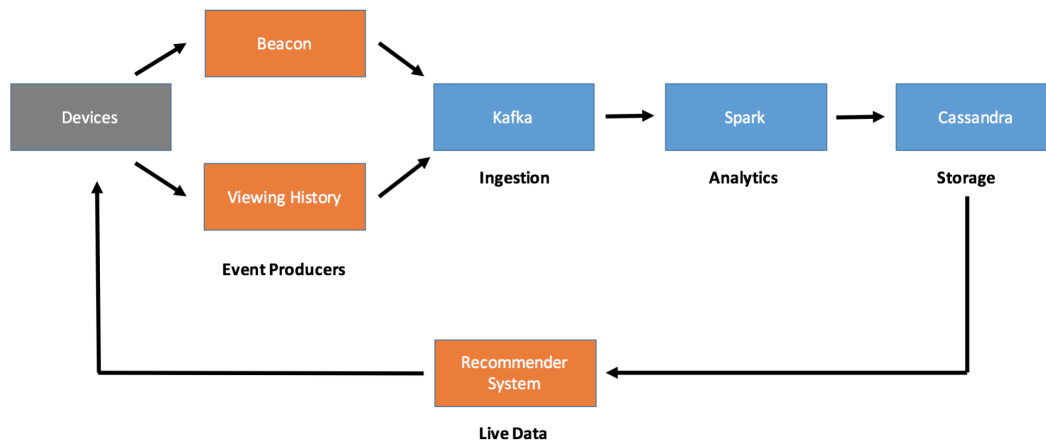 Beacon
Devices
Kafka
Spark
Cassandra
Ingestion
Analytics
Storage
Viewing History
Event Producers
Recommender
System
Live Data